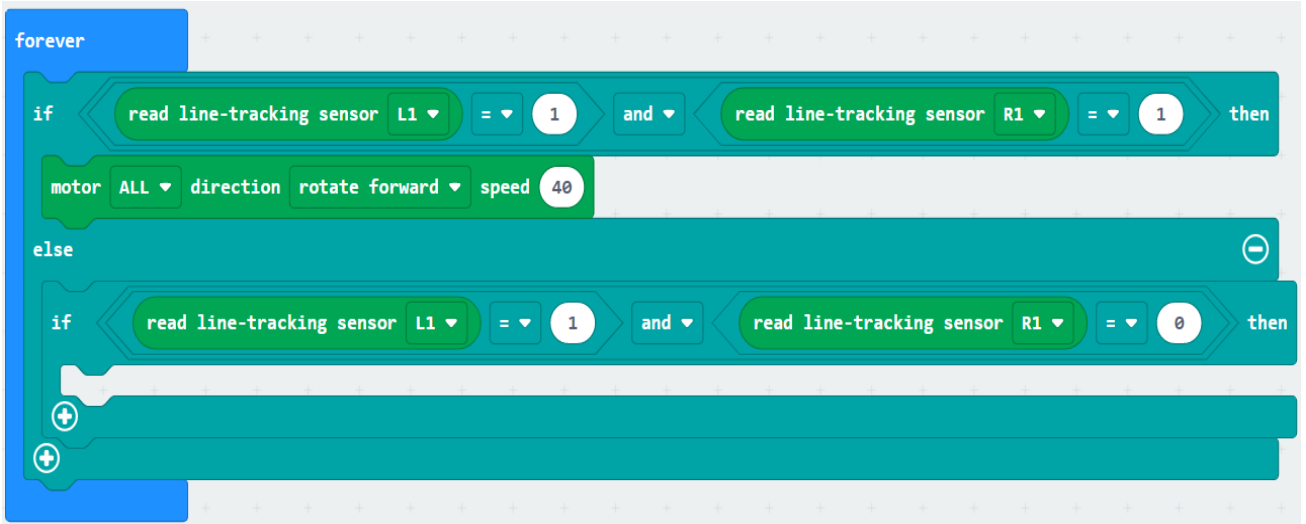 forever
if read line-tracking sensor L1 = 1 and read line-tracking sensor R1 = 1 then
motor ALL direction rotate forward speed 40
else
if read line-tracking sensor L1 = 1 and read line-tracking sensor R1 = 0 then